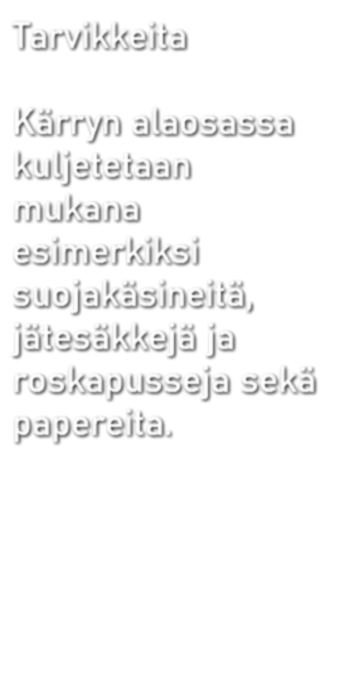 Tarvikkeita
Kärryn alaosassa
kuljetetaan
mukana
esimerkiksi
suojakäsineitä,
jätesäkkejä ja
roskapusseja sekä
papereita.